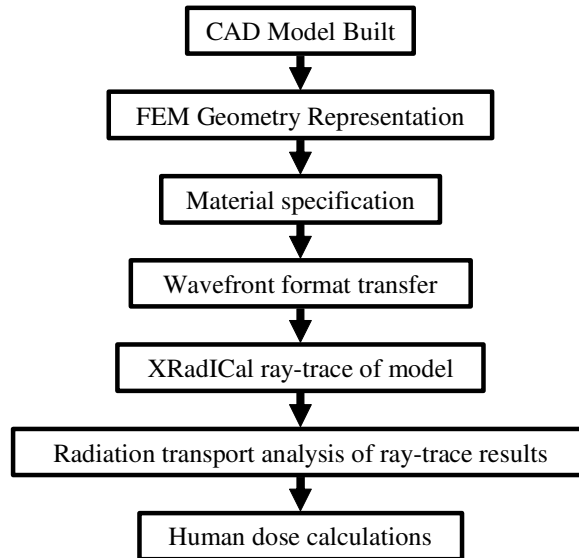 CAD Model Built
FEM Geometry Representation
Material specification
Wavefront format transfer
XRadICal ray-trace of model
Radiation transport analysis of ray-trace results
Human dose calculations